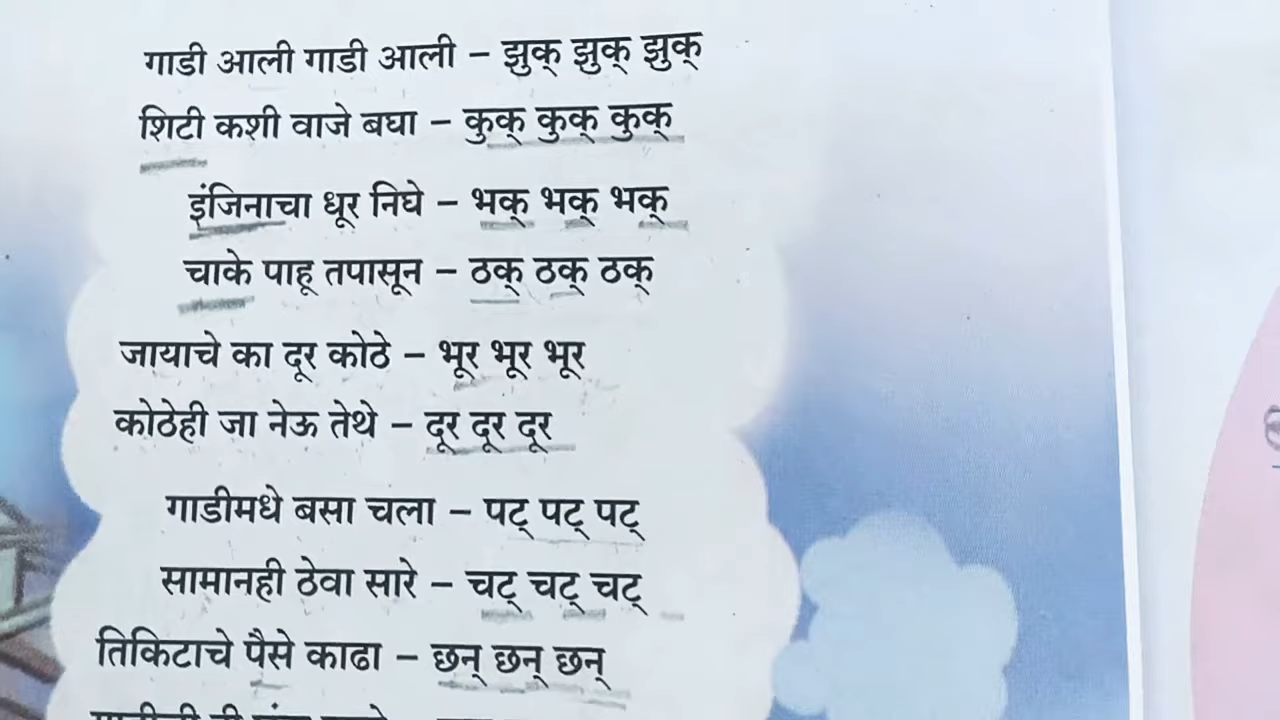 गाडी आली गाडी आली – झुक् झुक् झुक्
शिटी कशी वाजे बघा – कुक् कुक् कुक्
इंजिनाचा धूर निघे – भक् भक् भक्
चाके पाहू तपासून – ठक् ठक् ठक्
जायाचे का दूर कोठे – भूर भूर भूर
कोठेही जा नेऊ तेथे – दूर दूर दूर
गाडीमधे बसा चला – पट् पट् पट्
सामानही ठेवा सारे – चट् चट् चट्
तिकिटाचे पैसे काढा – छन् छन् छन्